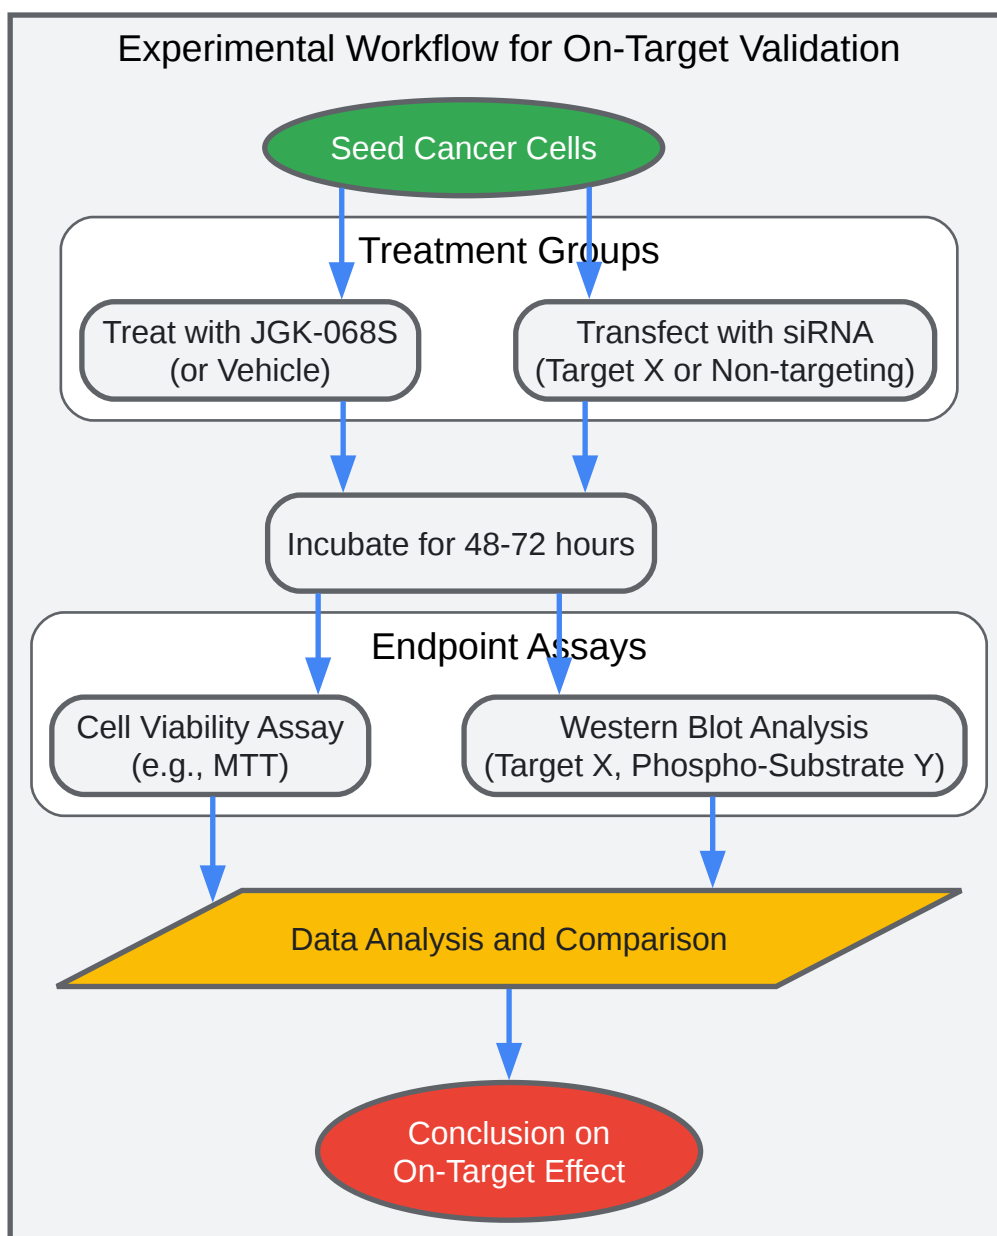 Experimental Workflow for On-Target Validation
Seed Cancer Cells
Treatment Groups
Treat with JGK-068S
(or Vehicle)
Transfect with siRNA
(Target X or Non-targeting)
Incubate for 48-72 hours
Endpoint Assays
Cell Viability Assay
(e.g., MTT)
Western Blot Analysis
(Target X, Phospho-Substrate Y)
Data Analysis and Comparison
Conclusion on
On-Target Effect